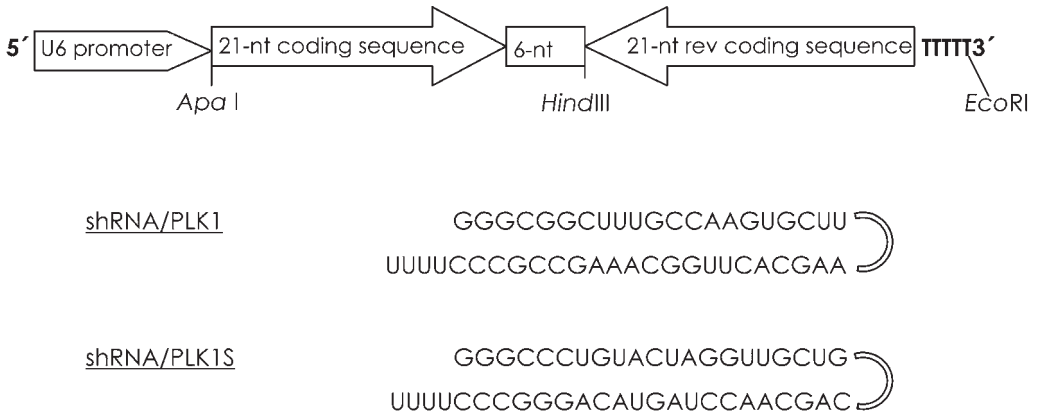 5´ U6 promoter 21-nt coding sequence 6-nt 21-nt rev coding sequence TTTTT3´
Apa I HindIII EcoRI
shRNA/PLK1 GGGCGGCUUUGCCAAGUGCUU
UUUUCCCGCCGAAACGGUUCACGAA
shRNA/PLK1S GGGCCCUGUACUAGGUUGCUG
UUUUCCCGGGACAUGAUCCAACGAC